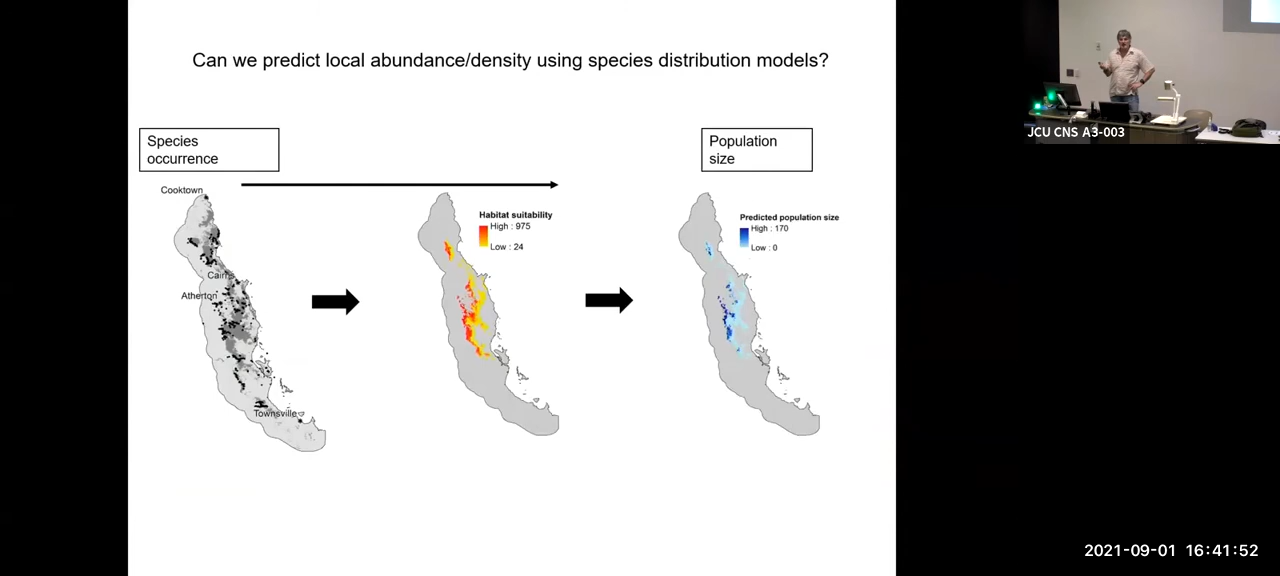 Can we predict local abundance/density using species distribution models?
Species
occurrence
Population
size
Cooktown
Cairns
Atherton
Townsville
Habitat suitability
High : 975
Low : 24
Predicted population size
High : 170
Low : 0
JCU CNS A3-003
2021-09-01 16:41:52